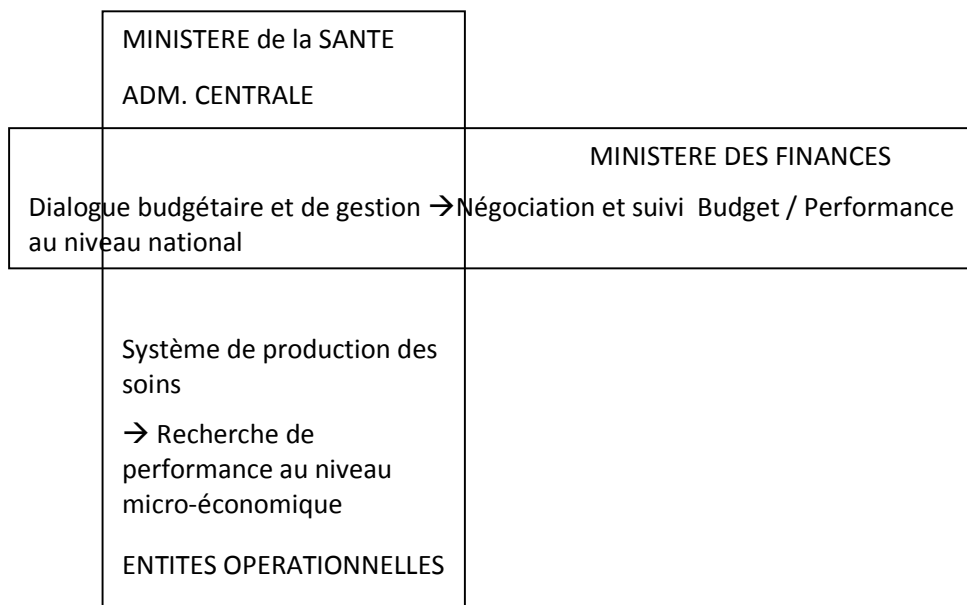 MINISTERE de la SANTE
ADM. CENTRALE
MINISTERE DES FINANCES
Dialogue budgétaire et de gestion → Négociation et suivi Budget / Performance
au niveau national
Système de production des
soins
→ Recherche de
performance au niveau
micro-économique
ENTITES OPERATIONNELLES